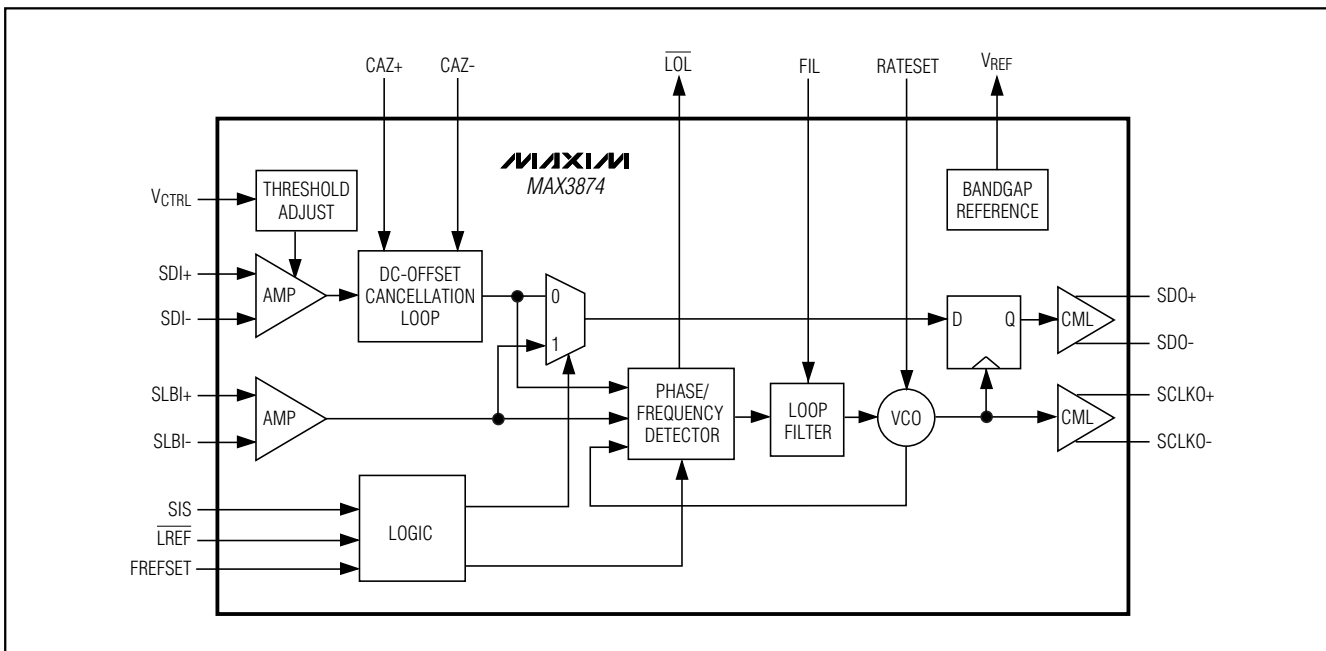 CAZ+
CAZ-
LOL
FIL
RATESET
VREF
MAXIM
MAX3874
VCTRL
THRESHOLD
ADJUST
BANDGAP
REFERENCE
SDI+
SDI-
AMP
DC-OFFSET
CANCELLATION
LOOP
0
1
D
Q
CML
SDO+
SDO-
SLBI+
SLBI-
AMP
PHASE/
FREQUENCY
DETECTOR
LOOP
FILTER
VCO
CML
SCLKO+
SCLKO-
SIS
LREF
FREFSET
LOGIC